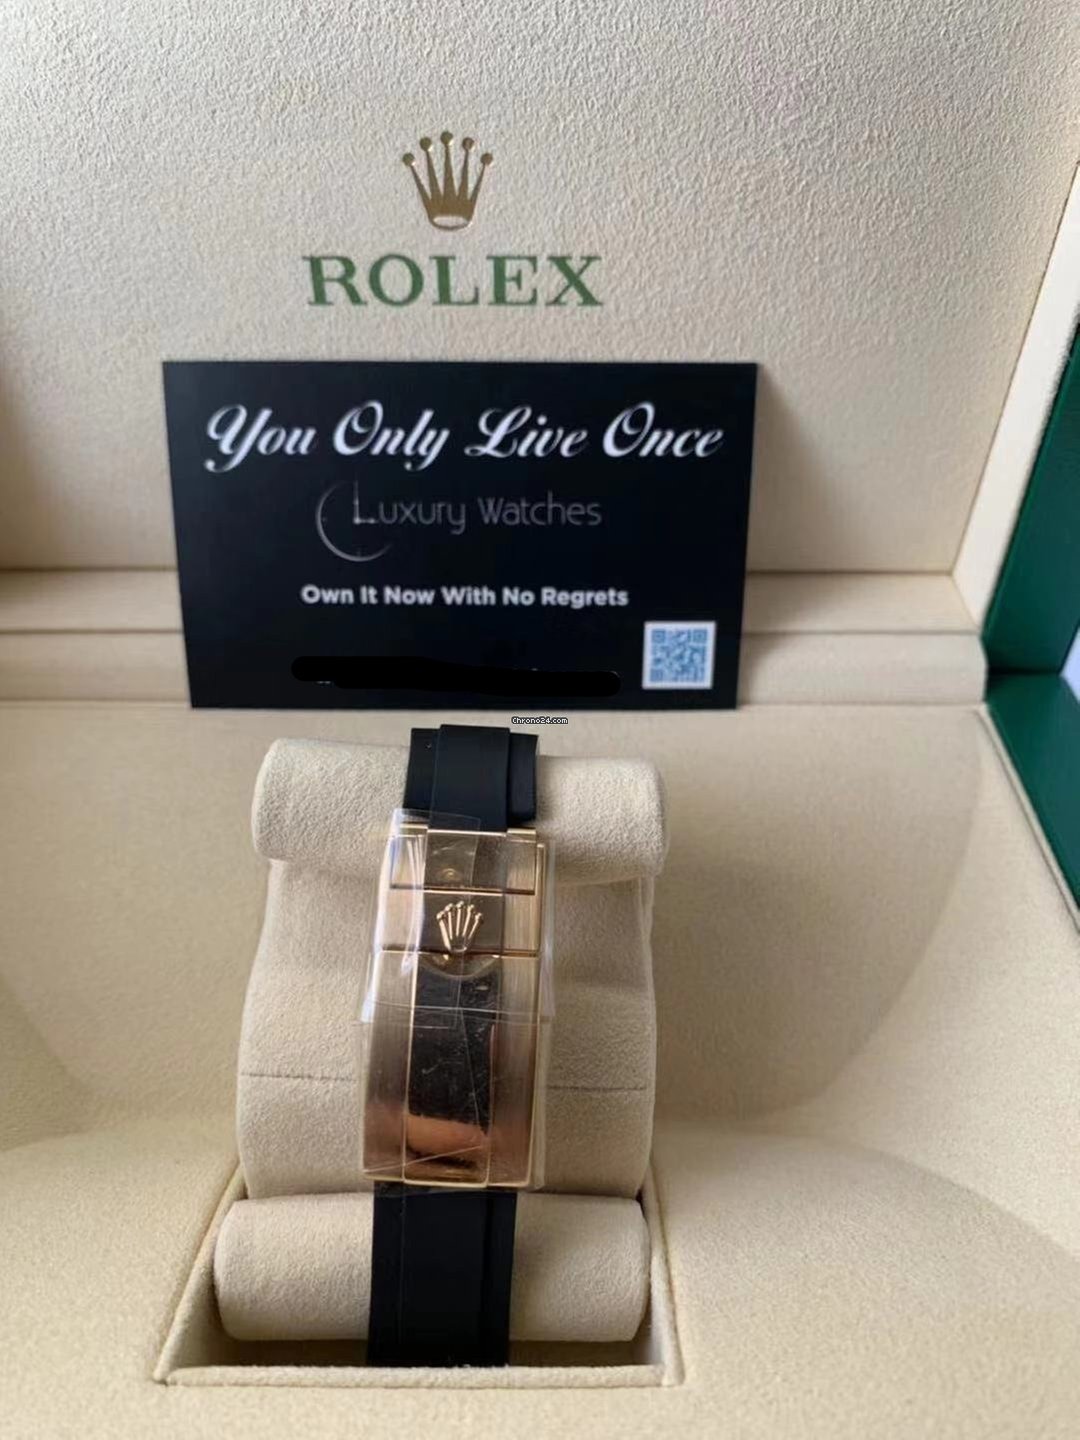 ROLEX
You Only Live Once
Luxury Watches
Own It Now With No Regrets
Chrono24.com